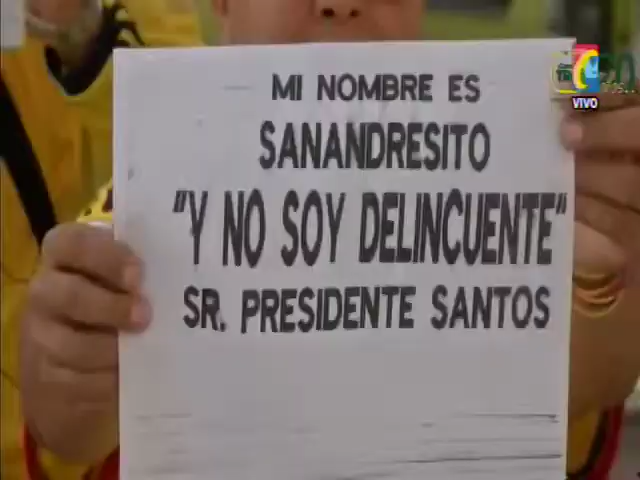 MI NOMBRE ES
SANANDRESITO
"Y NO SOY DELINCUENTE"
SR. PRESIDENTE SANTOS
VIVO